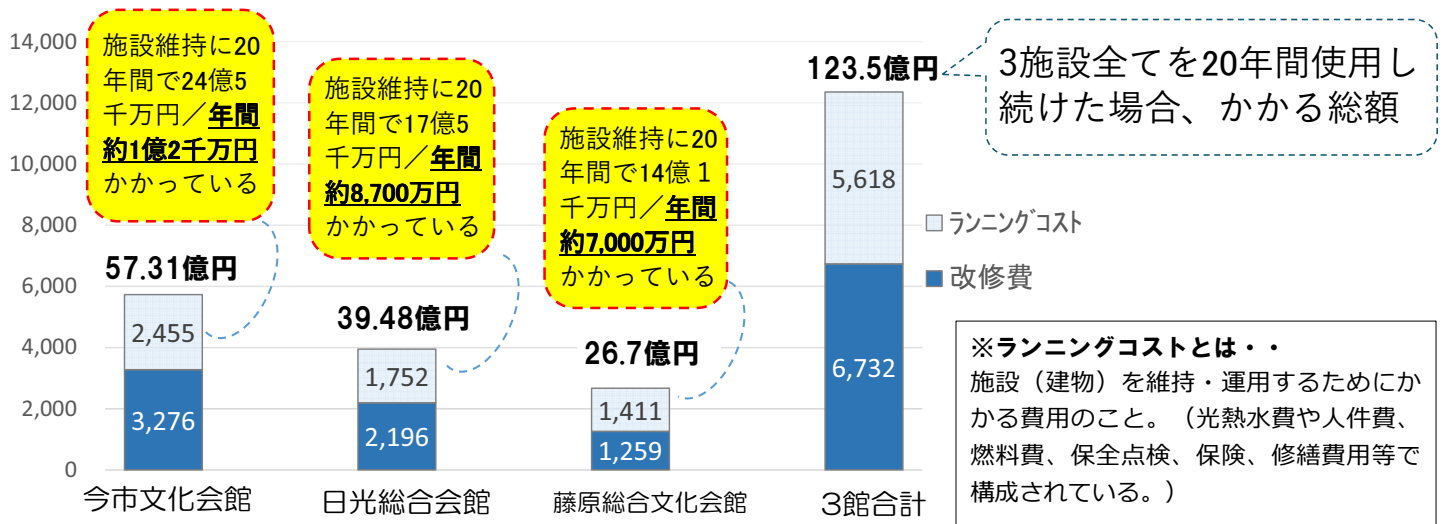 14,000
12,000
10,000
8,000
6,000
4,000
2,000
0
施設維持に20
年間で24億5
千万円／年間
約1億2千万円
かかっている
57.31億円
2,455
3,276
今市文化会館
施設維持に20
年間で17億5
千万円／年間
約8,700万円
かかっている
39.48億円
1,752
2,196
日光総合会館
施設維持に20
年間で14億１
千万円／年間
約7,000万円
かかっている
26.7億円
1,411
1,259
藤原総合文化会館
123.5億円
5,618
6,732
３館合計
3施設全てを20年間使用し
続けた場合、かかる総額
ランニングコスト
改修費
※ランニングコストとは・・
施設（建物）を維持・運用するためにか
かる費用のこと。（光熱水費や人件費、
燃料費、保全点検、保険、修繕費用等で
構成されている。）